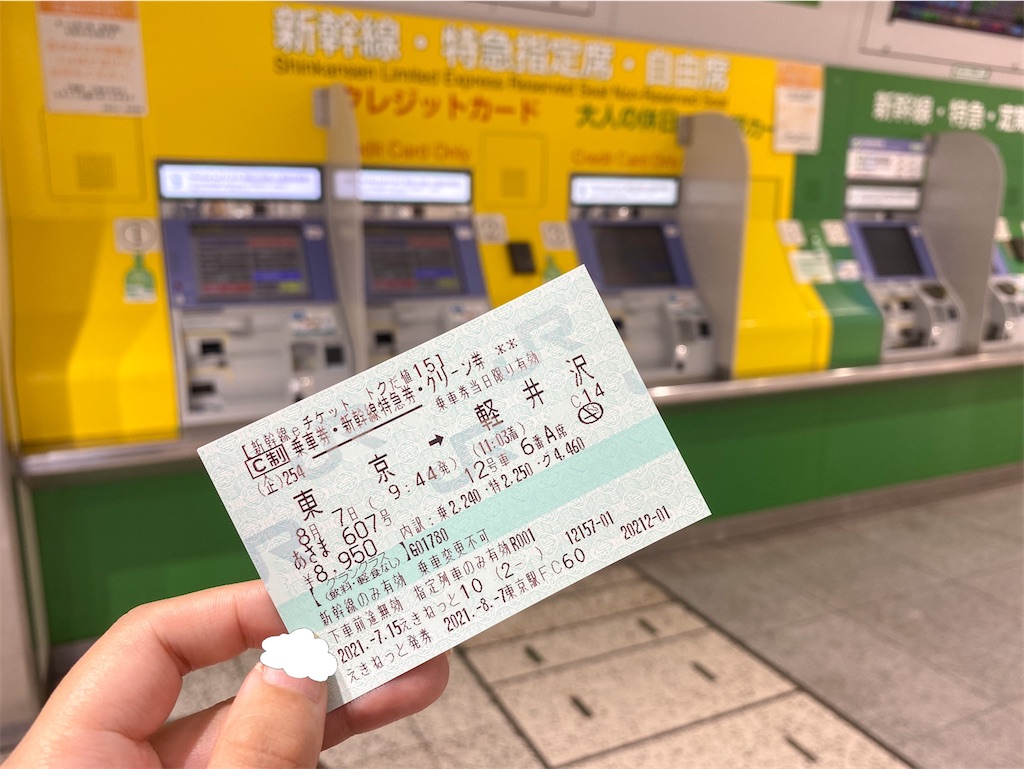 新幹線・特急指定席・自由席
Shinkansen Limited Express Reserved Seat Non-Reserved Seat
クレジットカード
大人の休日
Credit Card Only
Credit Card Only
新幹線・特急・定期
①
②
③
【新幹線eチケット トクだ値15】
C制 乗車券・新幹線特急券・グリーン券 **
(企)254 乗車券当日限り有効
東京 → 軽井沢
8月 7日( 9:44発) (11:03着) C14
あさま 607号 12号車 6番A席
¥8,950 内訳:乗2,240・特2,250・グ4,460
【グランクラス(飲料・軽食なし)】G01780
新幹線のみ有効 乗車変更不可
下車前途無効 指定列車のみ有効R001
2021.-7.15えきねっと10 (2- ) 12157-01
えきねっと発券 2021.-8.-7東京駅FC60 20212-01